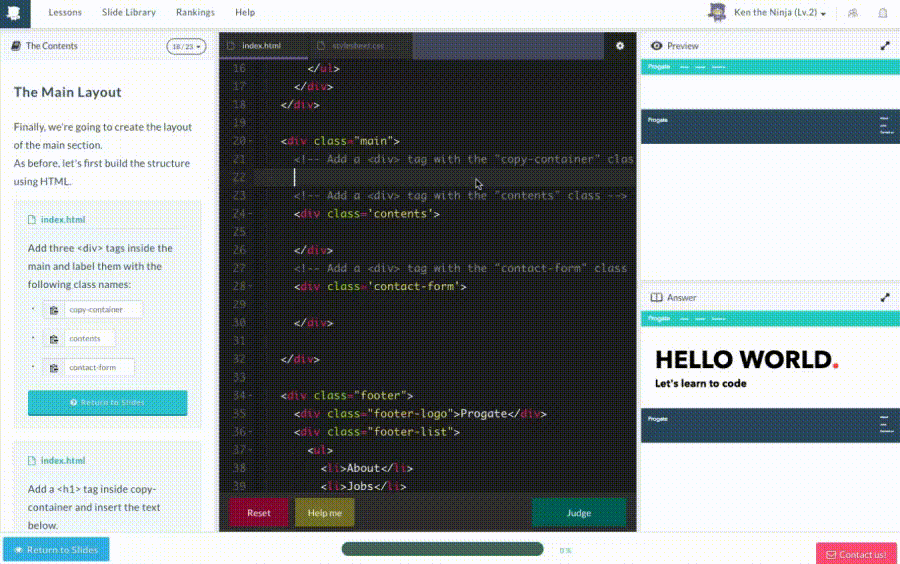 Lessons
Slide Library
Rankings
Help
Ken the Ninja (Lv.2)
The Contents
18 / 23
The Main Layout
Finally, we're going to create the layout
of the main section.
As before, let's first build the structure
using HTML.
index.html
Add three <div> tags inside the
main and label them with the
following class names:
copy-container
contents
contact-form
Return to Slides
index.html
Add a <h1> tag inside copy-
container and insert the text
below.
Return to Slides
index.html
stylesheet.css
16 </ul>
17 </div>
18 </div>
19
20 <div class="main">
21 <!-- Add a <div> tag with the "copy-container" clas
22
23 <!-- Add a <div> tag with the "contents" class -->
24 <div class='contents'>
25
26 </div>
27 <!-- Add a <div> tag with the "contact-form" class
28 <div class='contact-form'>
29
30 </div>
31
32 </div>
33
34 <div class="footer">
35 <div class="footer-logo">Progate</div>
36 <div class="footer-list">
37 <ul>
38 <li>About</li>
39 <li>Jobs</li>
Reset
Help me
Judge
0%
Preview
Progate
Progate
Answer
Progate
HELLO WORLD.
Let's learn to code
Progate
Contact us!